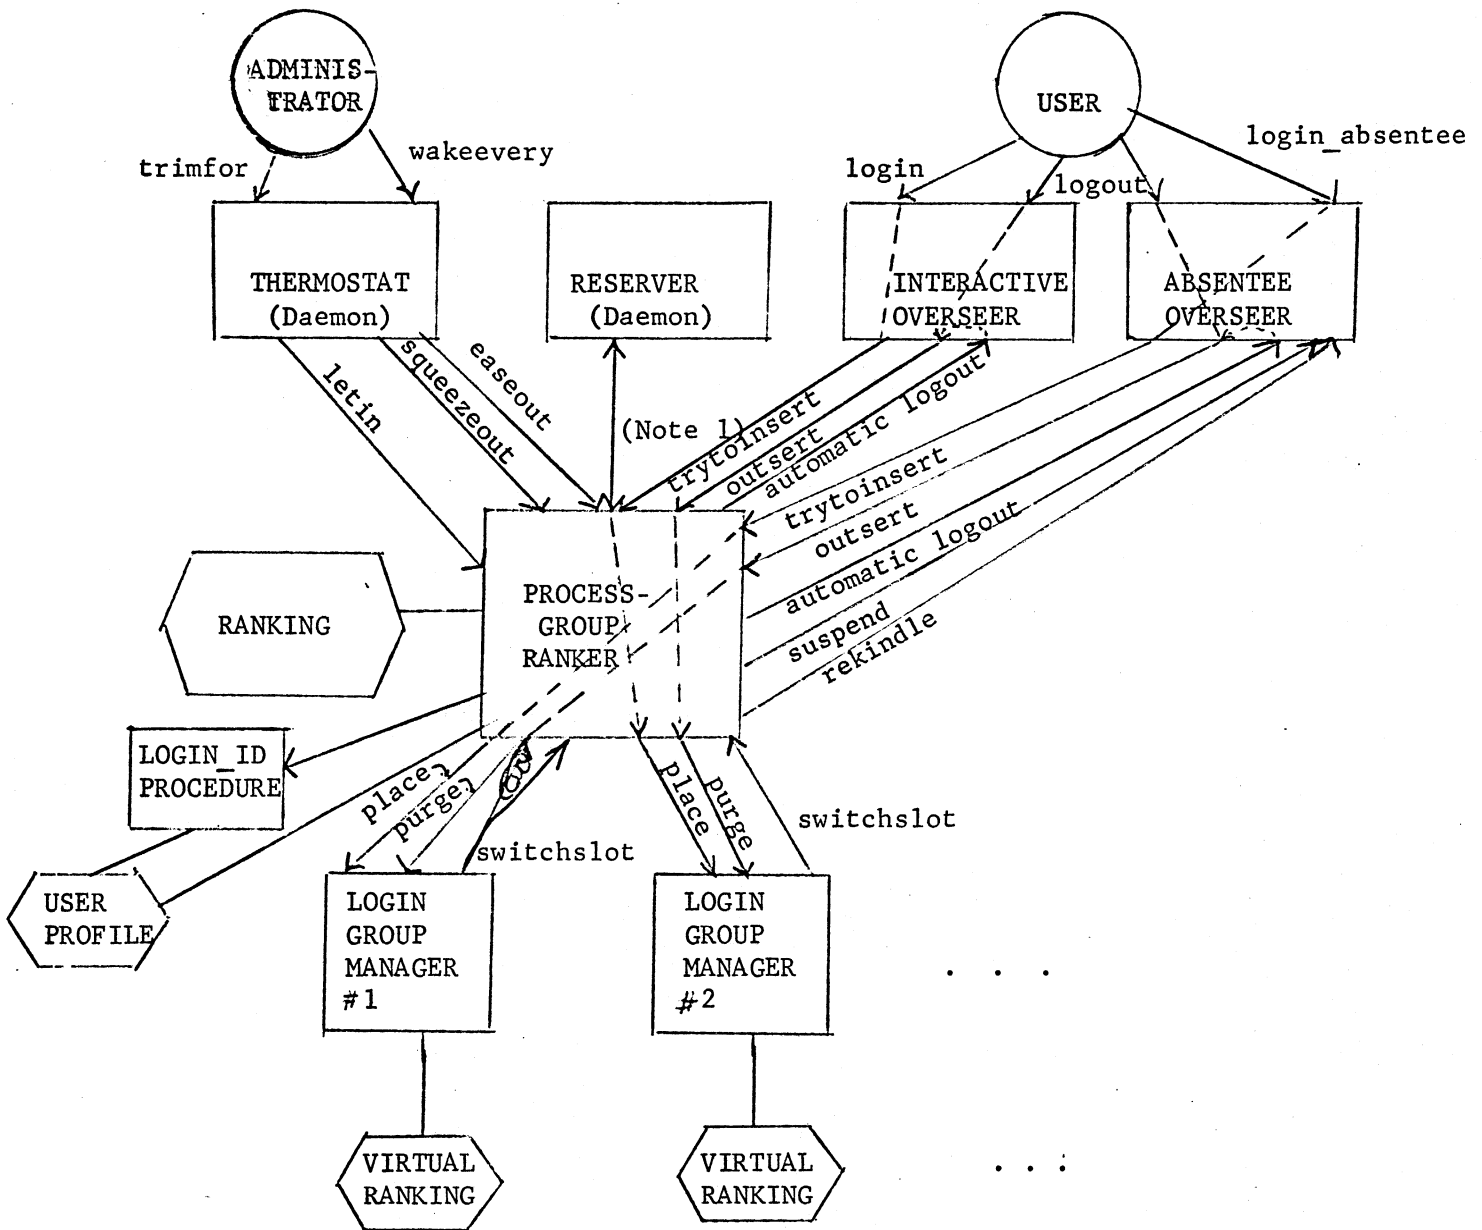 ADMINIS-
TRATOR
USER
trimfor
wakeevery
login
logout
login_absentee
THERMOSTAT
(Daemon)
RESERVER
(Daemon)
INTERACTIVE
OVERSEER
ABSENTEE
OVERSEER
letin
squeezeout
easeout
(Note 1)
trytoinsert
outsert
automatic logout
trytoinsert
outsert
automatic logout
suspend
rekindle
RANKING
PROCESS-
GROUP
RANKER
LOGIN_ID
PROCEDURE
place
purge
switchslot
place
purge
switchslot
USER
PROFILE
LOGIN
GROUP
MANAGER
#1
LOGIN
GROUP
MANAGER
#2
. . .
VIRTUAL
RANKING
VIRTUAL
RANKING
. . .